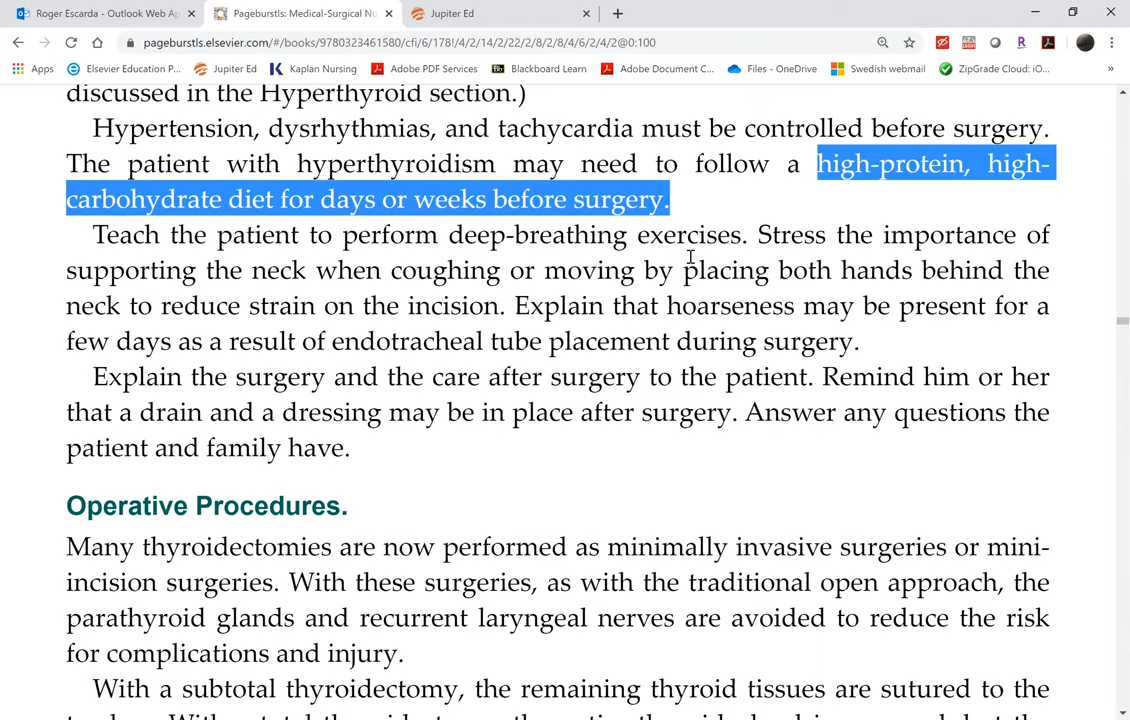 Roger Escarda - Outlook Web Ap
Pageburstls: Medical-Surgical Nu
Jupiter Ed
pageburstls.elsevier.com/#/books/9780323461580/cfi/6/178!/4/2/14/2/22/2/8/2/8/4/6/2/4/2@0:100
Apps
Elsevier Education P...
Jupiter Ed
Kaplan Nursing
Adobe PDF Services
Blackboard Learn
Adobe Document C...
Files - OneDrive
Swedish webmail
ZipGrade Cloud: iO...
»
discussed in the Hyperthyroid section.)
Hypertension, dysrhythmias, and tachycardia must be controlled before surgery.
The patient with hyperthyroidism may need to follow a high-protein, high-
carbohydrate diet for days or weeks before surgery.
Teach the patient to perform deep-breathing exercises. Stress the importance of
supporting the neck when coughing or moving by placing both hands behind the
neck to reduce strain on the incision. Explain that hoarseness may be present for a
few days as a result of endotracheal tube placement during surgery.
Explain the surgery and the care after surgery to the patient. Remind him or her
that a drain and a dressing may be in place after surgery. Answer any questions the
patient and family have.
Operative Procedures.
Many thyroidectomies are now performed as minimally invasive surgeries or mini-
incision surgeries. With these surgeries, as with the traditional open approach, the
parathyroid glands and recurrent laryngeal nerves are avoided to reduce the risk
for complications and injury.
With a subtotal thyroidectomy, the remaining thyroid tissues are sutured to the